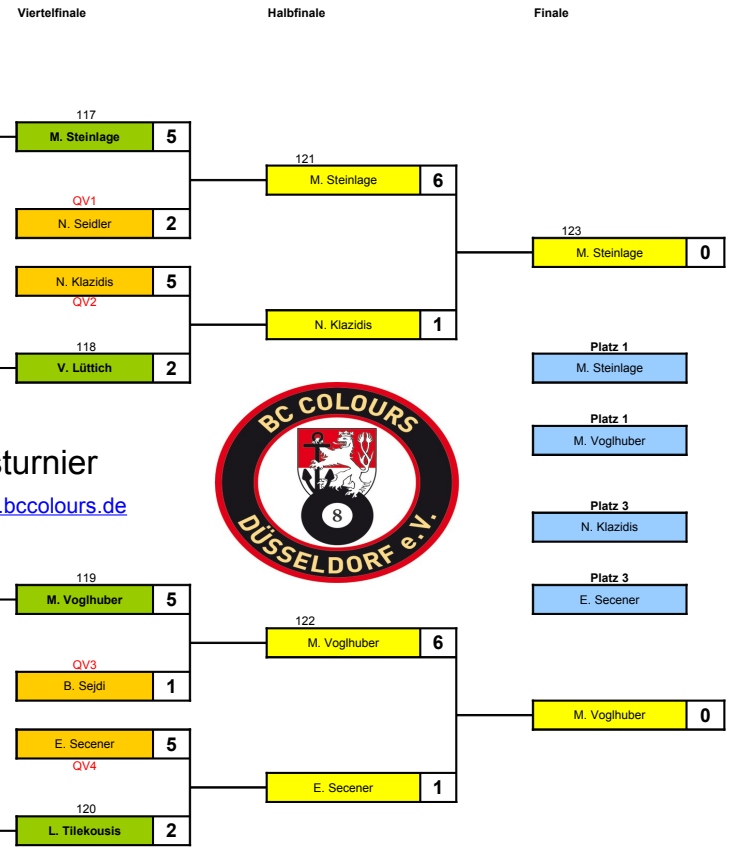 Viertelfinale
Halbfinale
Finale
117
M. Steinlage 5
QV1
N. Seidler 2
N. Klazidis 5
QV2
118
V. Lüttich 2
121
M. Steinlage 6
N. Klazidis 1
123
M. Steinlage 0
Platz 1
M. Steinlage
Platz 1
M. Voglhuber
Platz 3
N. Klazidis
Platz 3
E. Secener
sturnier
.bccolours.de
BC COLOURS
8
DÜSSELDORF e.V.
119
M. Voglhuber 5
QV3
B. Sejdi 1
E. Secener 5
QV4
120
L. Tilekousis 2
122
M. Voglhuber 6
E. Secener 1
M. Voglhuber 0